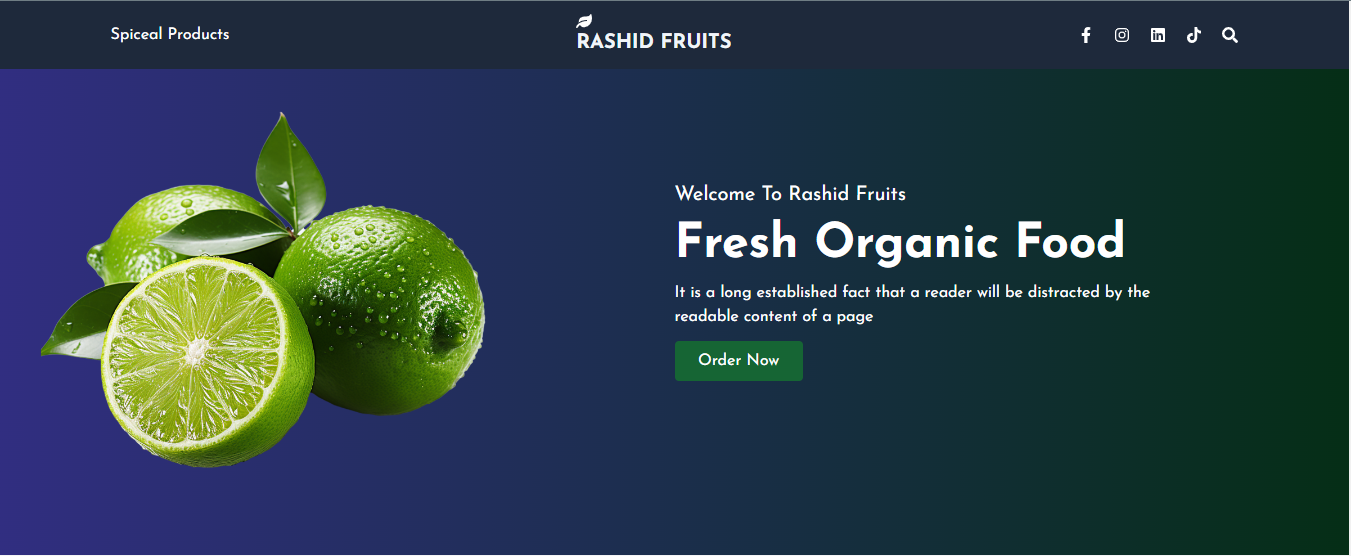 Spiceal Products
RASHID FRUITS
Welcome To Rashid Fruits
Fresh Organic Food
It is a long established fact that a reader will be distracted by the
readable content of a page
Order Now